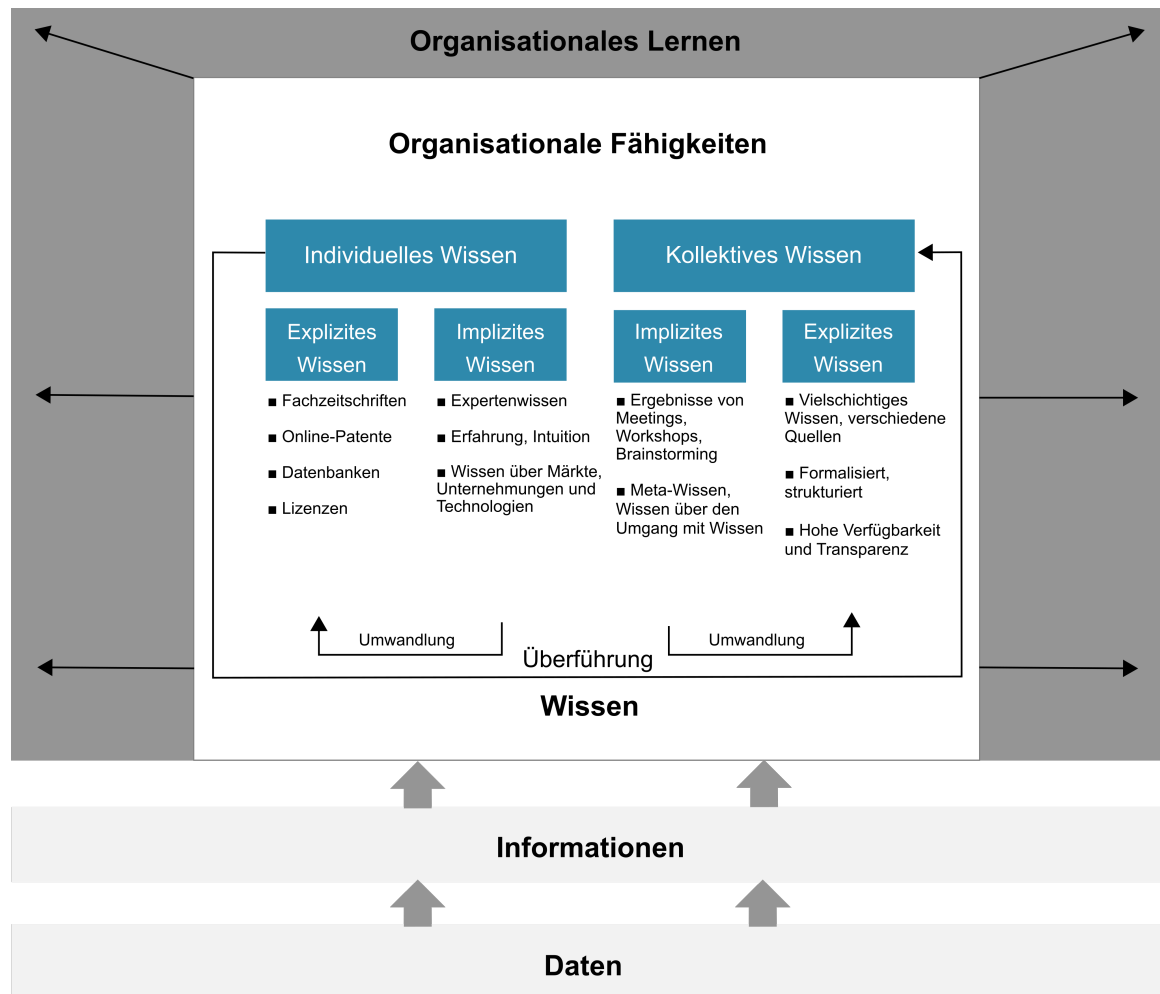 Organisationales Lernen
Organisationale Fähigkeiten
Individuelles Wissen
Kollektives Wissen
Explizites
Wissen
Implizites
Wissen
Implizites
Wissen
Explizites
Wissen
■ Fachzeitschriften
■ Online-Patente
■ Datenbanken
■ Lizenzen
■ Expertenwissen
■ Erfahrung, Intuition
■ Wissen über Märkte,
Unternehmungen und
Technologien
■ Ergebnisse von
Meetings,
Workshops,
Brainstorming
■ Meta-Wissen,
Wissen über den
Umgang mit Wissen
■ Vielschichtiges
Wissen, verschiedene
Quellen
■ Formalisiert,
strukturiert
■ Hohe Verfügbarkeit
und Transparenz
Umwandlung
Umwandlung
Überführung
Wissen
Informationen
Daten